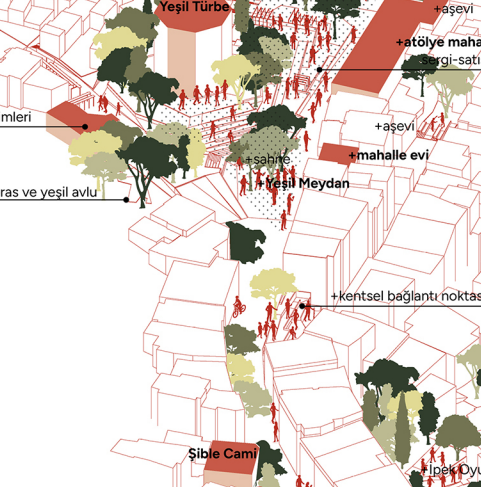 Yeşil Türbe
+aşevi
+atölye maha
sergi-satı
mleri
+aşevi
+sahne
+mahalle evi
+Yeşil Meydan
ras ve yeşil avlu
+kentsel bağlantı noktas
Şible Cami
+İpek Oyu